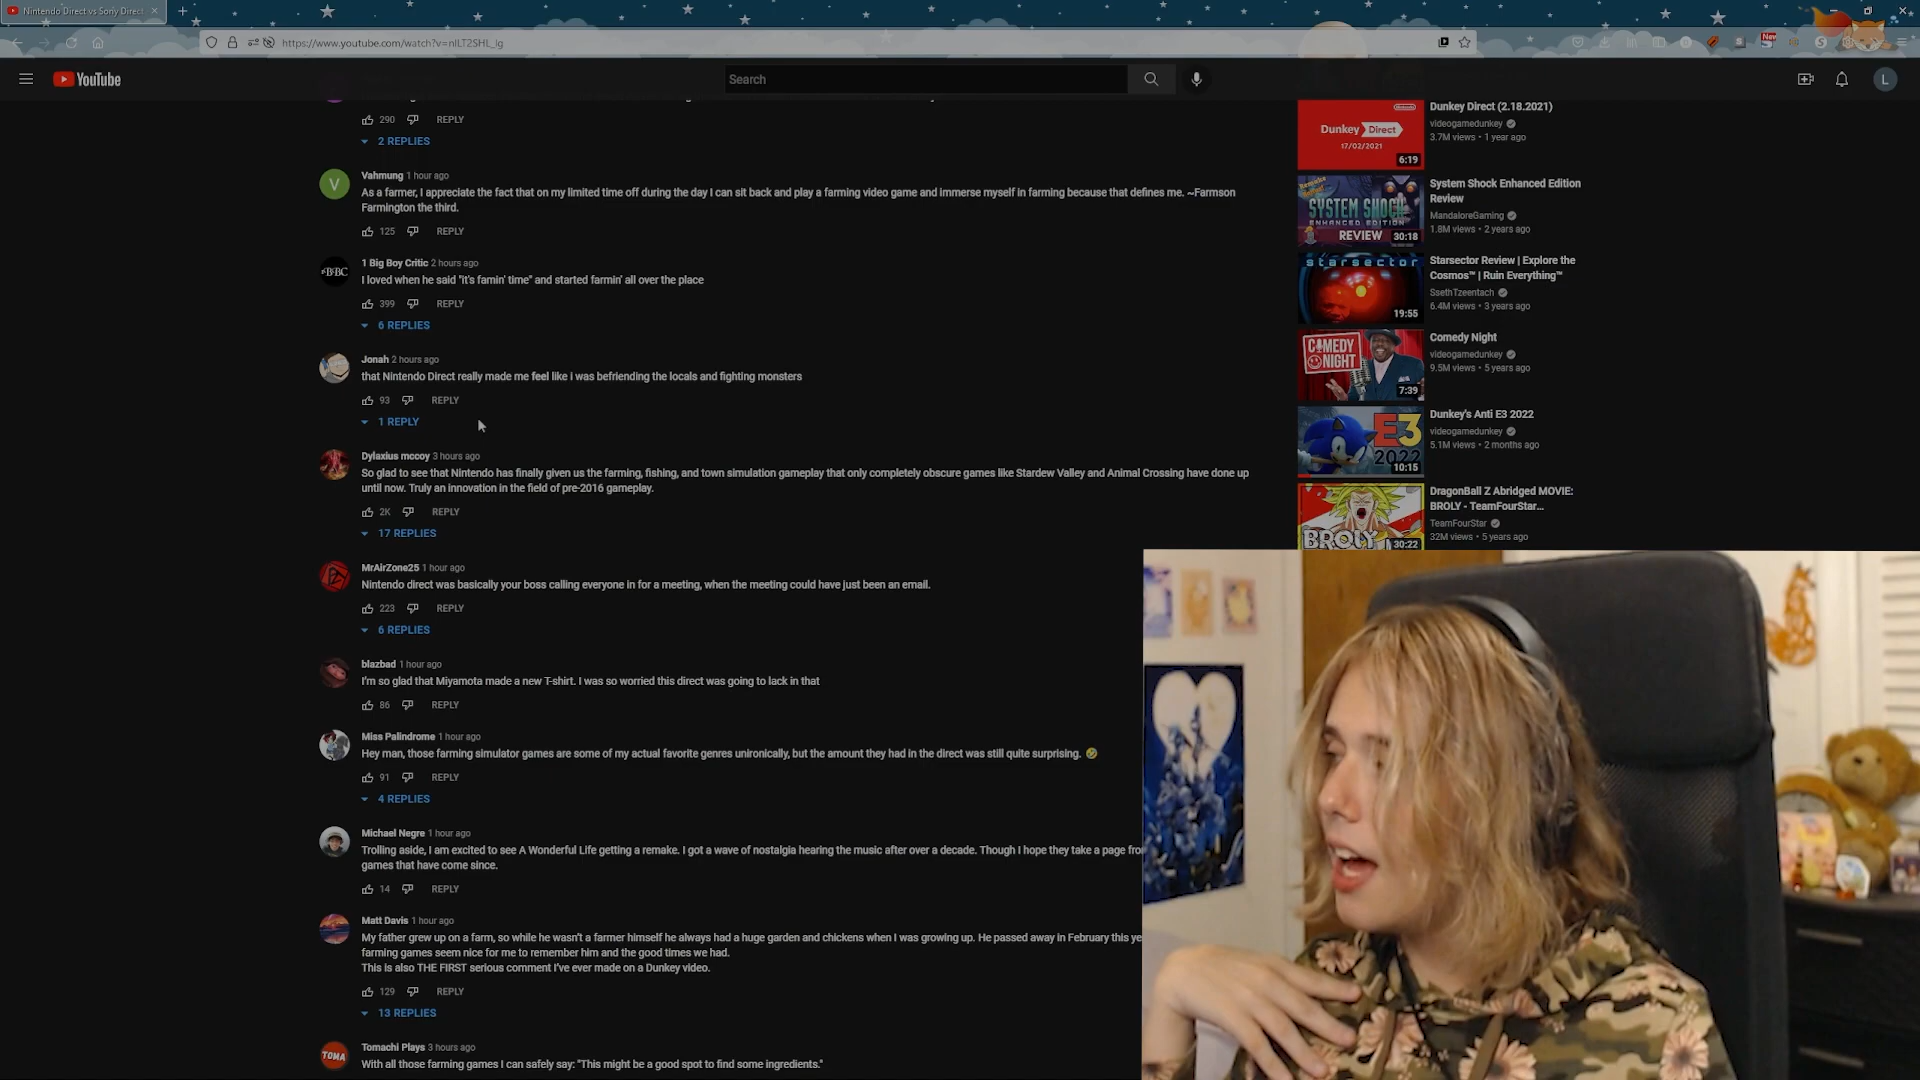 Nintendo Direct vs Sony Direct
https://www.youtube.com/watch?v=nILT2SHL_ig
New
YouTube
Search
L
290 REPLY
2 REPLIES
V
Vahmung 1 hour ago
As a farmer, I appreciate the fact that on my limited time off during the day I can sit back and play a farming video game and immerse myself in farming because that defines me. ~Farmson
Farmington the third.
125 REPLY
1 Big Boy Critic 2 hours ago
I loved when he said "it's famin' time" and started farmin' all over the place
399 REPLY
6 REPLIES
Jonah 2 hours ago
that Nintendo Direct really made me feel like i was befriending the locals and fighting monsters
93 REPLY
1 REPLY
Dylaxius mccoy 3 hours ago
So glad to see that Nintendo has finally given us the farming, fishing, and town simulation gameplay that only completely obscure games like Stardew Valley and Animal Crossing have done up
until now. Truly an innovation in the field of pre-2016 gameplay.
2K REPLY
17 REPLIES
MrAirZone25 1 hour ago
Nintendo direct was basically your boss calling everyone in for a meeting, when the meeting could have just been an email.
223 REPLY
6 REPLIES
blazbad 1 hour ago
I'm so glad that Miyamota made a new T-shirt. I was so worried this direct was going to lack in that
86 REPLY
Miss Palindrome 1 hour ago
Hey man, those farming simulator games are some of my actual favorite genres unironically, but the amount they had in the direct was still quite surprising. 🤣
91 REPLY
4 REPLIES
Michael Negre 1 hour ago
Trolling aside, I am excited to see A Wonderful Life getting a remake. I got a wave of nostalgia hearing the music after over a decade. Though I hope they take a page fro
games that have come since.
14 REPLY
Matt Davis 1 hour ago
My father grew up on a farm, so while he wasn't a farmer himself he always had a huge garden and chickens when I was growing up. He passed away in February this ye
farming games seem nice for me to remember him and the good times we had.
This is also THE FIRST serious comment I've ever made on a Dunkey video.
129 REPLY
13 REPLIES
TOMA
Tomachi Plays 3 hours ago
With all those farming games I can safely say: "This might be a good spot to find some ingredients."
Dunkey Direct
17/02/2021
6:19
Dunkey Direct (2.18.2021)
videogamedunkey
3.7M views • 1 year ago
SYSTEM SHOCK
ENHANCED EDITION
REVIEW
30:18
System Shock Enhanced Edition
Review
MandaloreGaming
1.8M views • 2 years ago
starsector
19:55
Starsector Review | Explore the
Cosmos™ | Ruin Everything™
SsethTzeentach
6.4M views • 3 years ago
COMEDY
NIGHT
7:39
Comedy Night
videogamedunkey
9.5M views • 5 years ago
E3
2022
10:15
Dunkey's Anti E3 2022
videogamedunkey
5.1M views • 2 months ago
BROLY
30:22
DragonBall Z Abridged MOVIE:
BROLY - TeamFourStar...
TeamFourStar
32M views • 5 years ago